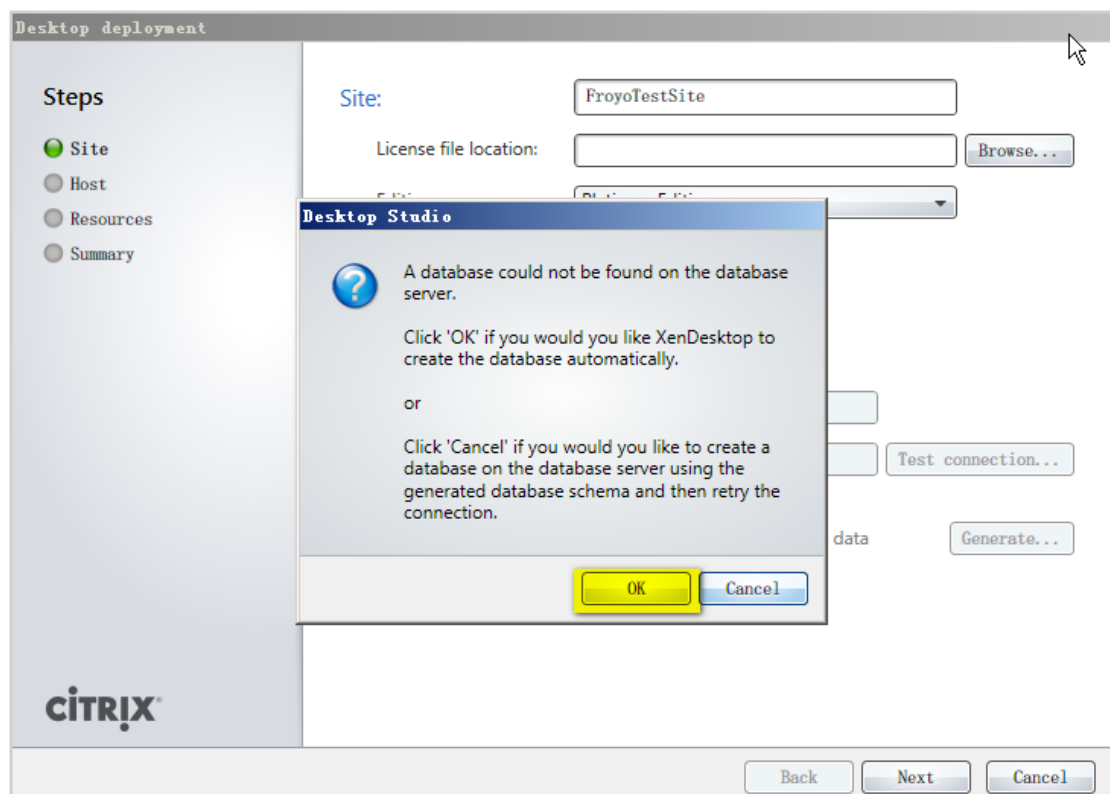 Desktop deployment
Steps
Site
Host
Resources
Summary
Site:
FroyoTestSite
License file location:
Browse...
Desktop Studio
A database could not be found on the database
server.
Click 'OK' if you would you like XenDesktop to
create the database automatically.
or
Click 'Cancel' if you would you like to create a
database on the database server using the
generated database schema and then retry the
connection.
OK
Cancel
Test connection...
data
Generate...
CİTRIX
Back
Next
Cancel